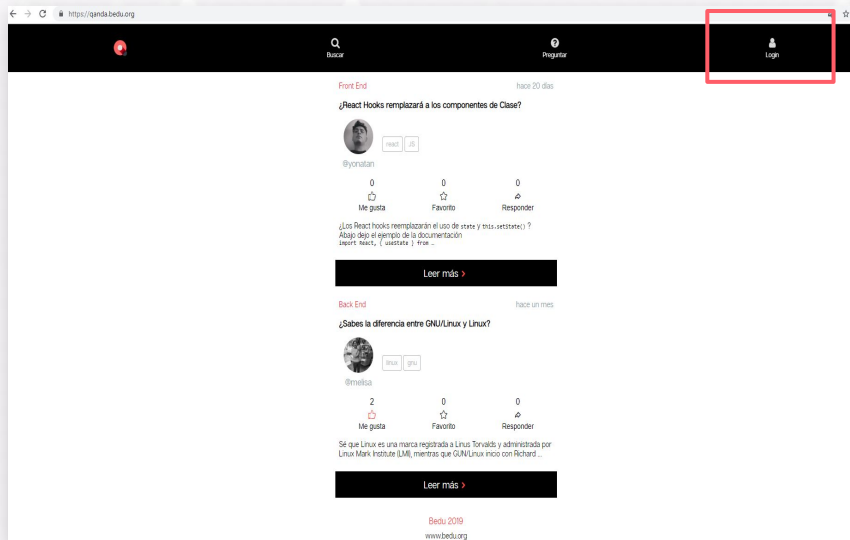 https://qanda.bedu.org
Buscar
Preguntar
Login
Front End
hace 20 días
¿React Hooks remplazará a los componentes de Clase?
react
JS
@yonatan
0 0 0
Me gusta Favorito Responder
¿Los React hooks reemplazarán el uso de state y this.setState() ?
Abajo dejo el ejemplo de la documentación
import React, { useState } from ...
Leer más >
Back End
hace un mes
¿Sabes la diferencia entre GNU/Linux y Linux?
linux
gnu
@melisa
2 0 0
Me gusta Favorito Responder
Sé que Linux es una marca registrada a Linus Torvalds y administrada por
Linux Mark Institute (LMI), mientras que GUN/Linux inicio con Richard ...
Leer más >
Bedu 2019
www.bedu.org